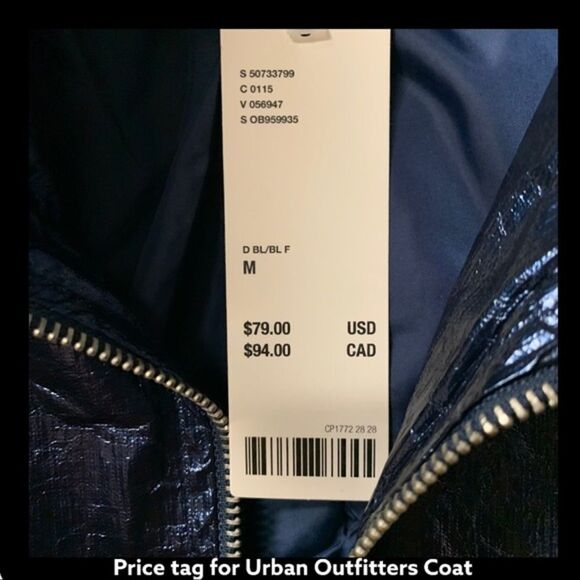 S 50733799
C 0115
V 056947
S OB959935
D BL/BL F
M
$79.00 USD
$94.00 CAD
CP1772 28 28
Price tag for Urban Outfitters Coat